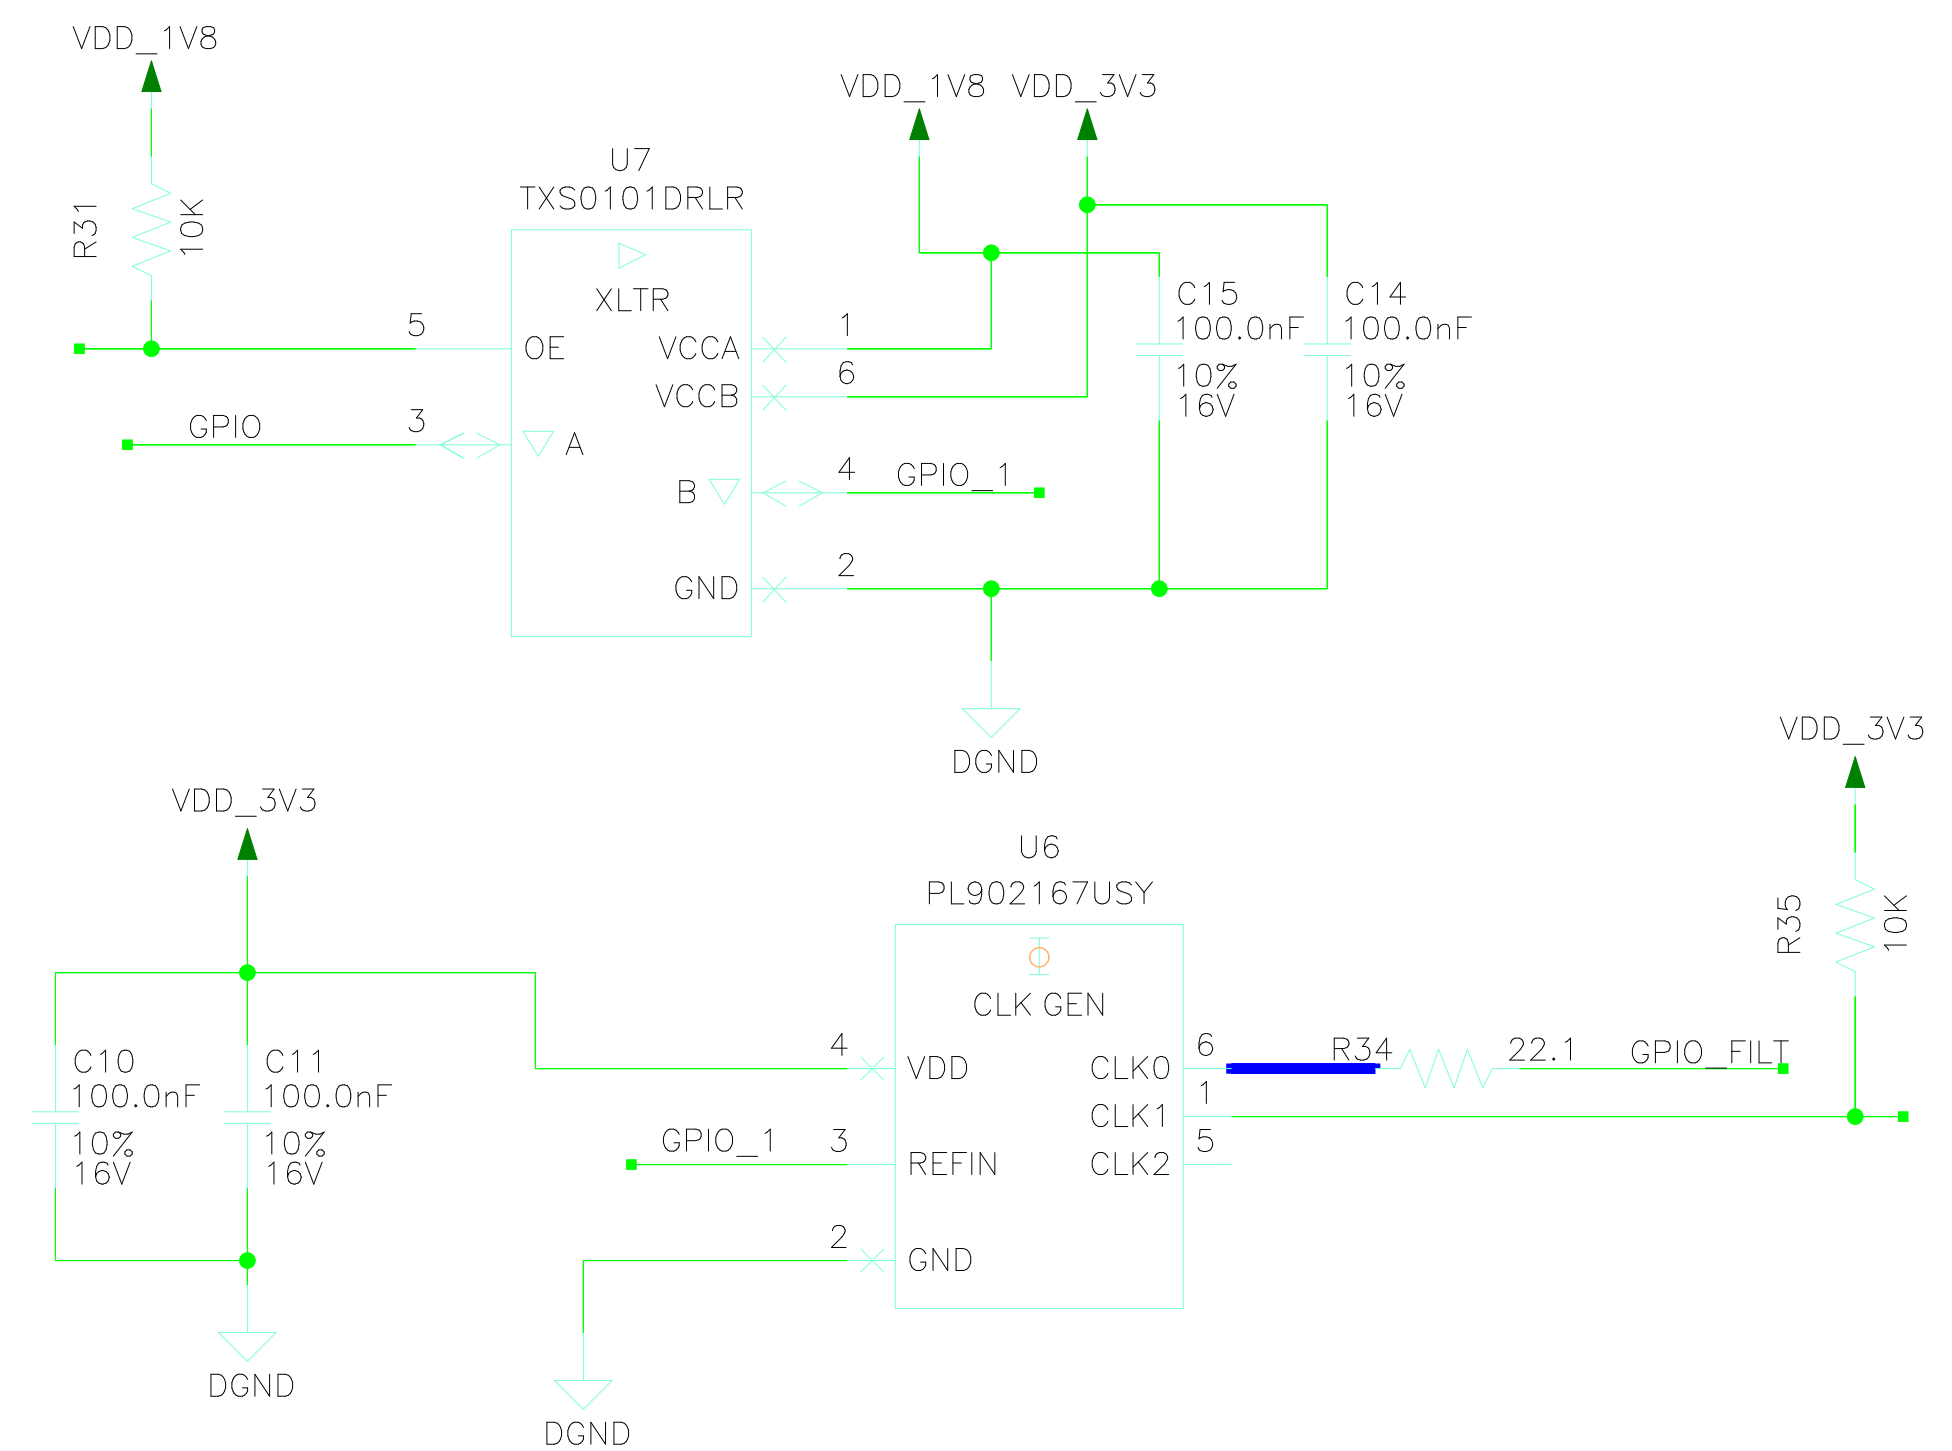 VDD_1V8
R31
10K
U7
TXS0101DRLR
XLTR
5
OE
GPIO
3
A
VCCA
1
VCCB
6
B
4
GPIO_1
GND
2
VDD_1V8
VDD_3V3
C15
100.0nF
10%
16V
C14
100.0nF
10%
16V
DGND
VDD_3V3
C10
100.0nF
10%
16V
C11
100.0nF
10%
16V
DGND
U6
PL902167USY
CLK GEN
4
VDD
GPIO_1
3
REFIN
2
GND
DGND
CLK0
6
CLK1
1
CLK2
5
R34
22.1
GPIO_FILT
VDD_3V3
R35
10K